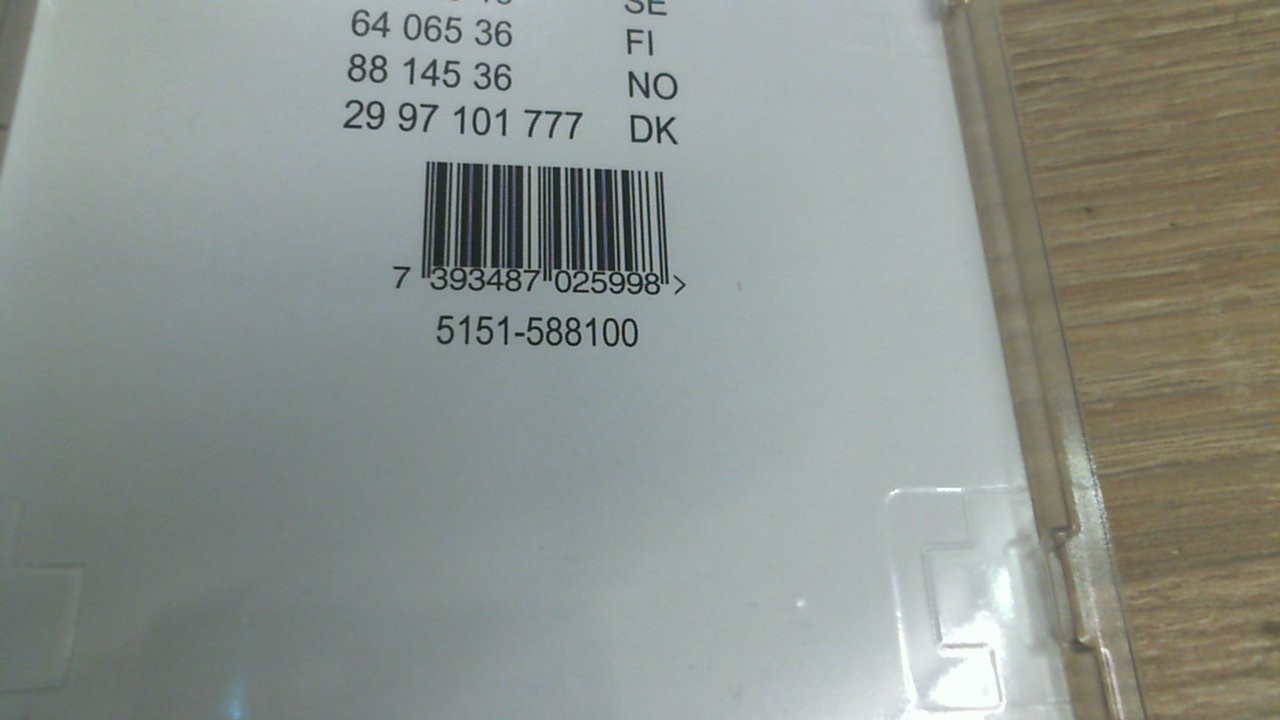 SE
64 065 36 FI
88 145 36 NO
29 97 101 777 DK
7 393487 025998 >
5151-588100